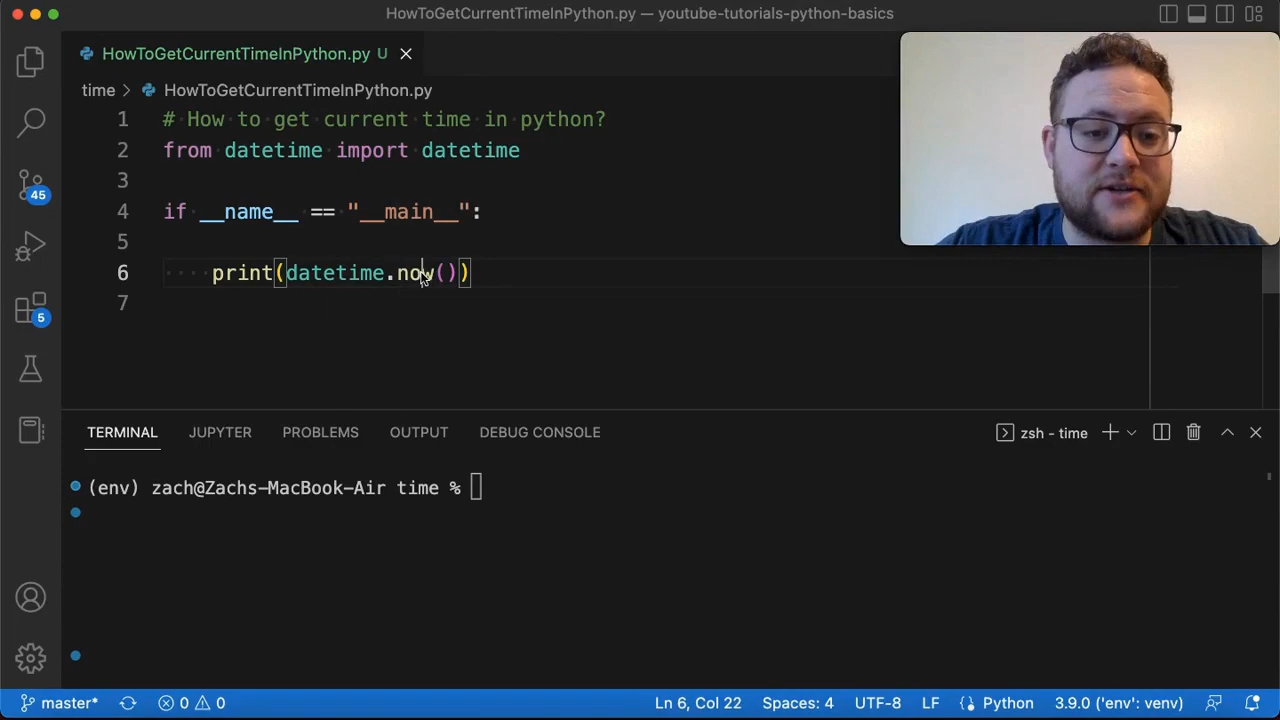 HowToGetCurrentTimeInPython.py — youtube-tutorials-python-basics
HowToGetCurrentTimeInPython.py U
time > HowToGetCurrentTimeInPython.py
1 # How to get current time in python?
2 from datetime import datetime
3
4 if __name__ == "__main__":
5
6 print(datetime.now())
7
45
5
TERMINAL JUPYTER PROBLEMS OUTPUT DEBUG CONSOLE zsh - time
(env) zach@Zachs-MacBook-Air time %
master* 0 0 Ln 6, Col 22 Spaces: 4 UTF-8 LF Python 3.9.0 ('env': venv)